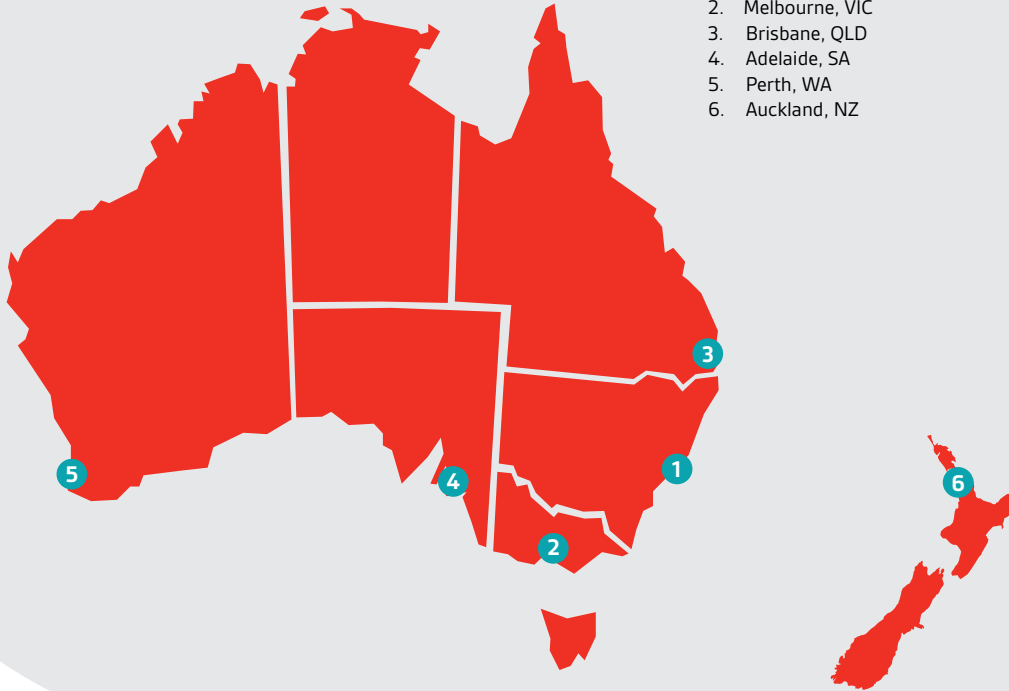 2. Melbourne, VIC
3. Brisbane, QLD
4. Adelaide, SA
5. Perth, WA
6. Auckland, NZ
3
1
5
4
6
2